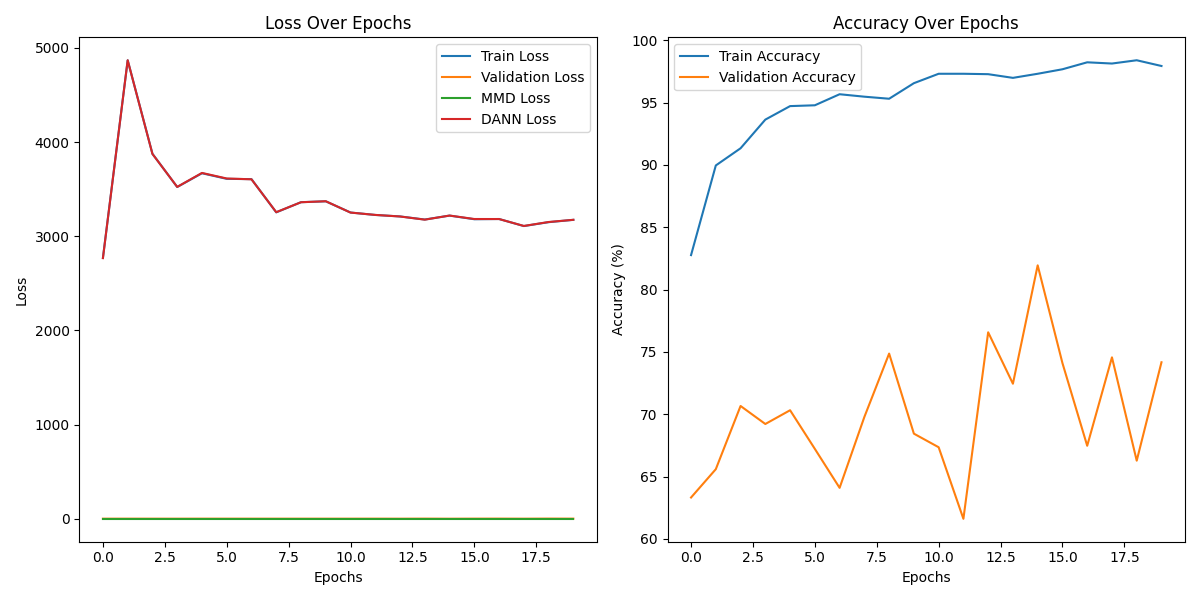 Loss Over Epochs
5000
4000
3000
2000
1000
0
Loss
Train Loss
Validation Loss
MMD Loss
DANN Loss
0.0 2.5 5.0 7.5 10.0 12.5 15.0 17.5
Epochs
Accuracy Over Epochs
100
95
90
85
80
75
70
65
60
Accuracy (%)
Train Accuracy
Validation Accuracy
0.0 2.5 5.0 7.5 10.0 12.5 15.0 17.5
Epochs